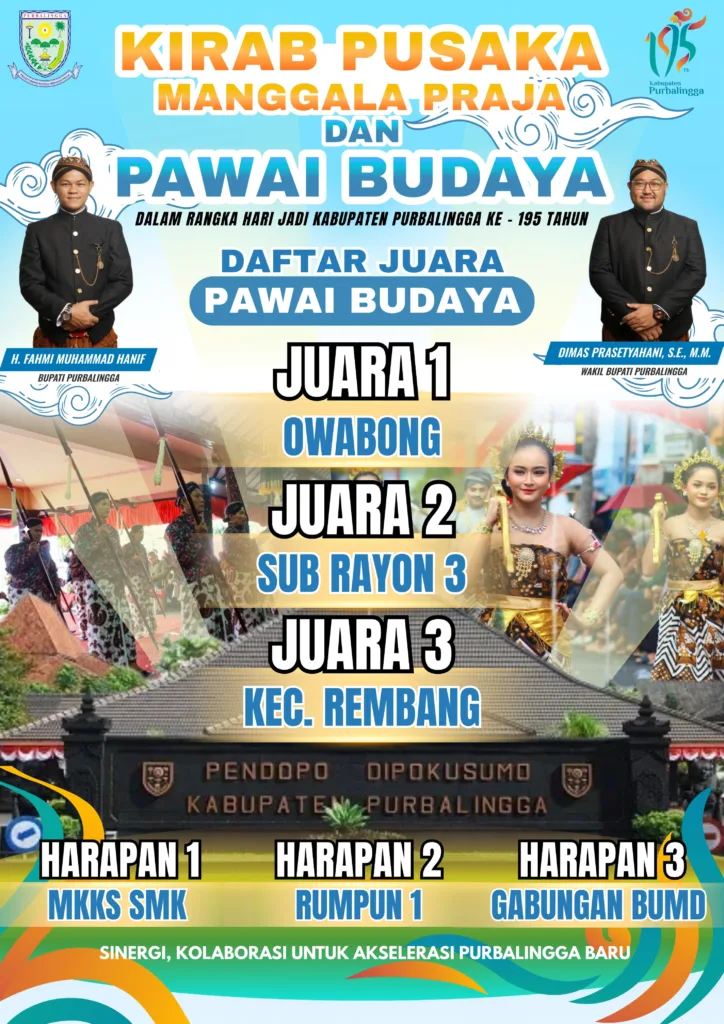 PURBALINGGA
195
Th
Kabupaten
Purbalingga
KIRAB PUSAKA
MANGGALA PRAJA
DAN
PAWAI BUDAYA
DALAM RANGKA HARI JADI KABUPATEN PURBALINGGA KE - 195 TAHUN
DAFTAR JUARA
PAWAI BUDAYA
H. FAHMI MUHAMMAD HANIF
BUPATI PURBALINGGA
DIMAS PRASETYAHANI, S.E., M.M.
WAKIL BUPATI PURBALINGGA
JUARA 1
OWABONG
JUARA 2
SUB RAYON 3
JUARA 3
KEC. REMBANG
PENDOPO DIPOKUSUMO
KABUPATEN PURBALINGGA
HARAPAN 1
MKKS SMK
HARAPAN 2
RUMPUN 1
HARAPAN 3
GABUNGAN BUMD
SINERGI, KOLABORASI UNTUK AKSELERASI PURBALINGGA BARU